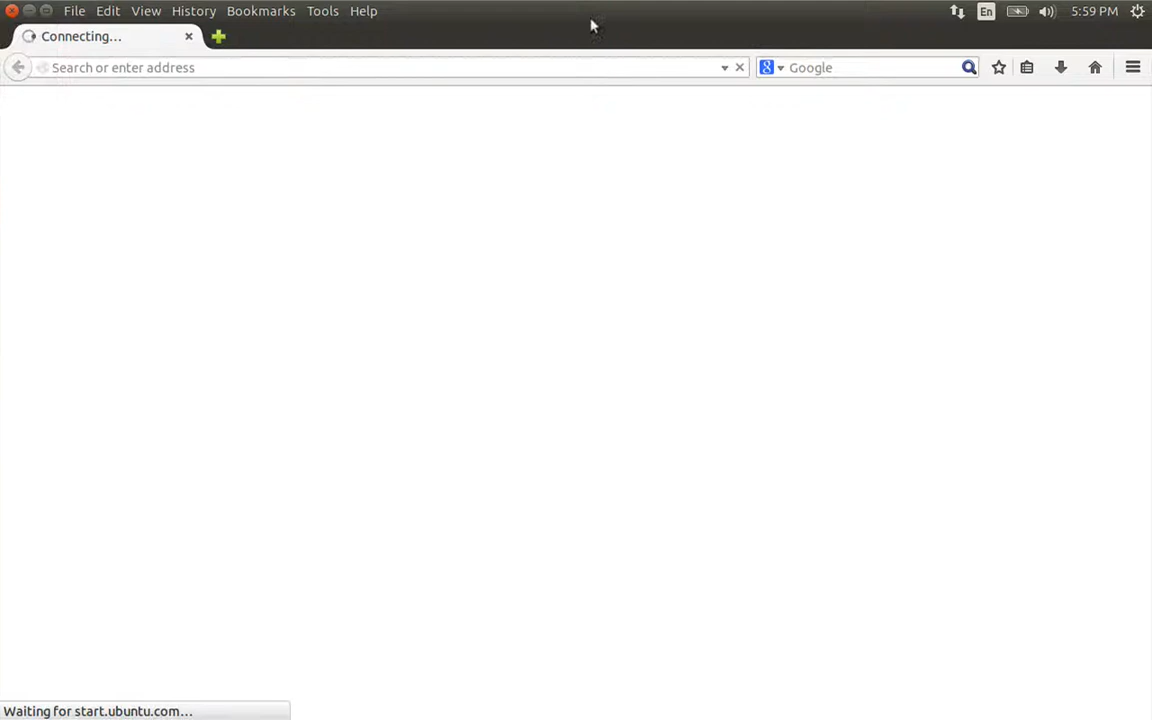 File Edit View History Bookmarks Tools Help En 5:59 PM
Connecting...
Search or enter address 8 Google
Waiting for start.ubuntu.com...